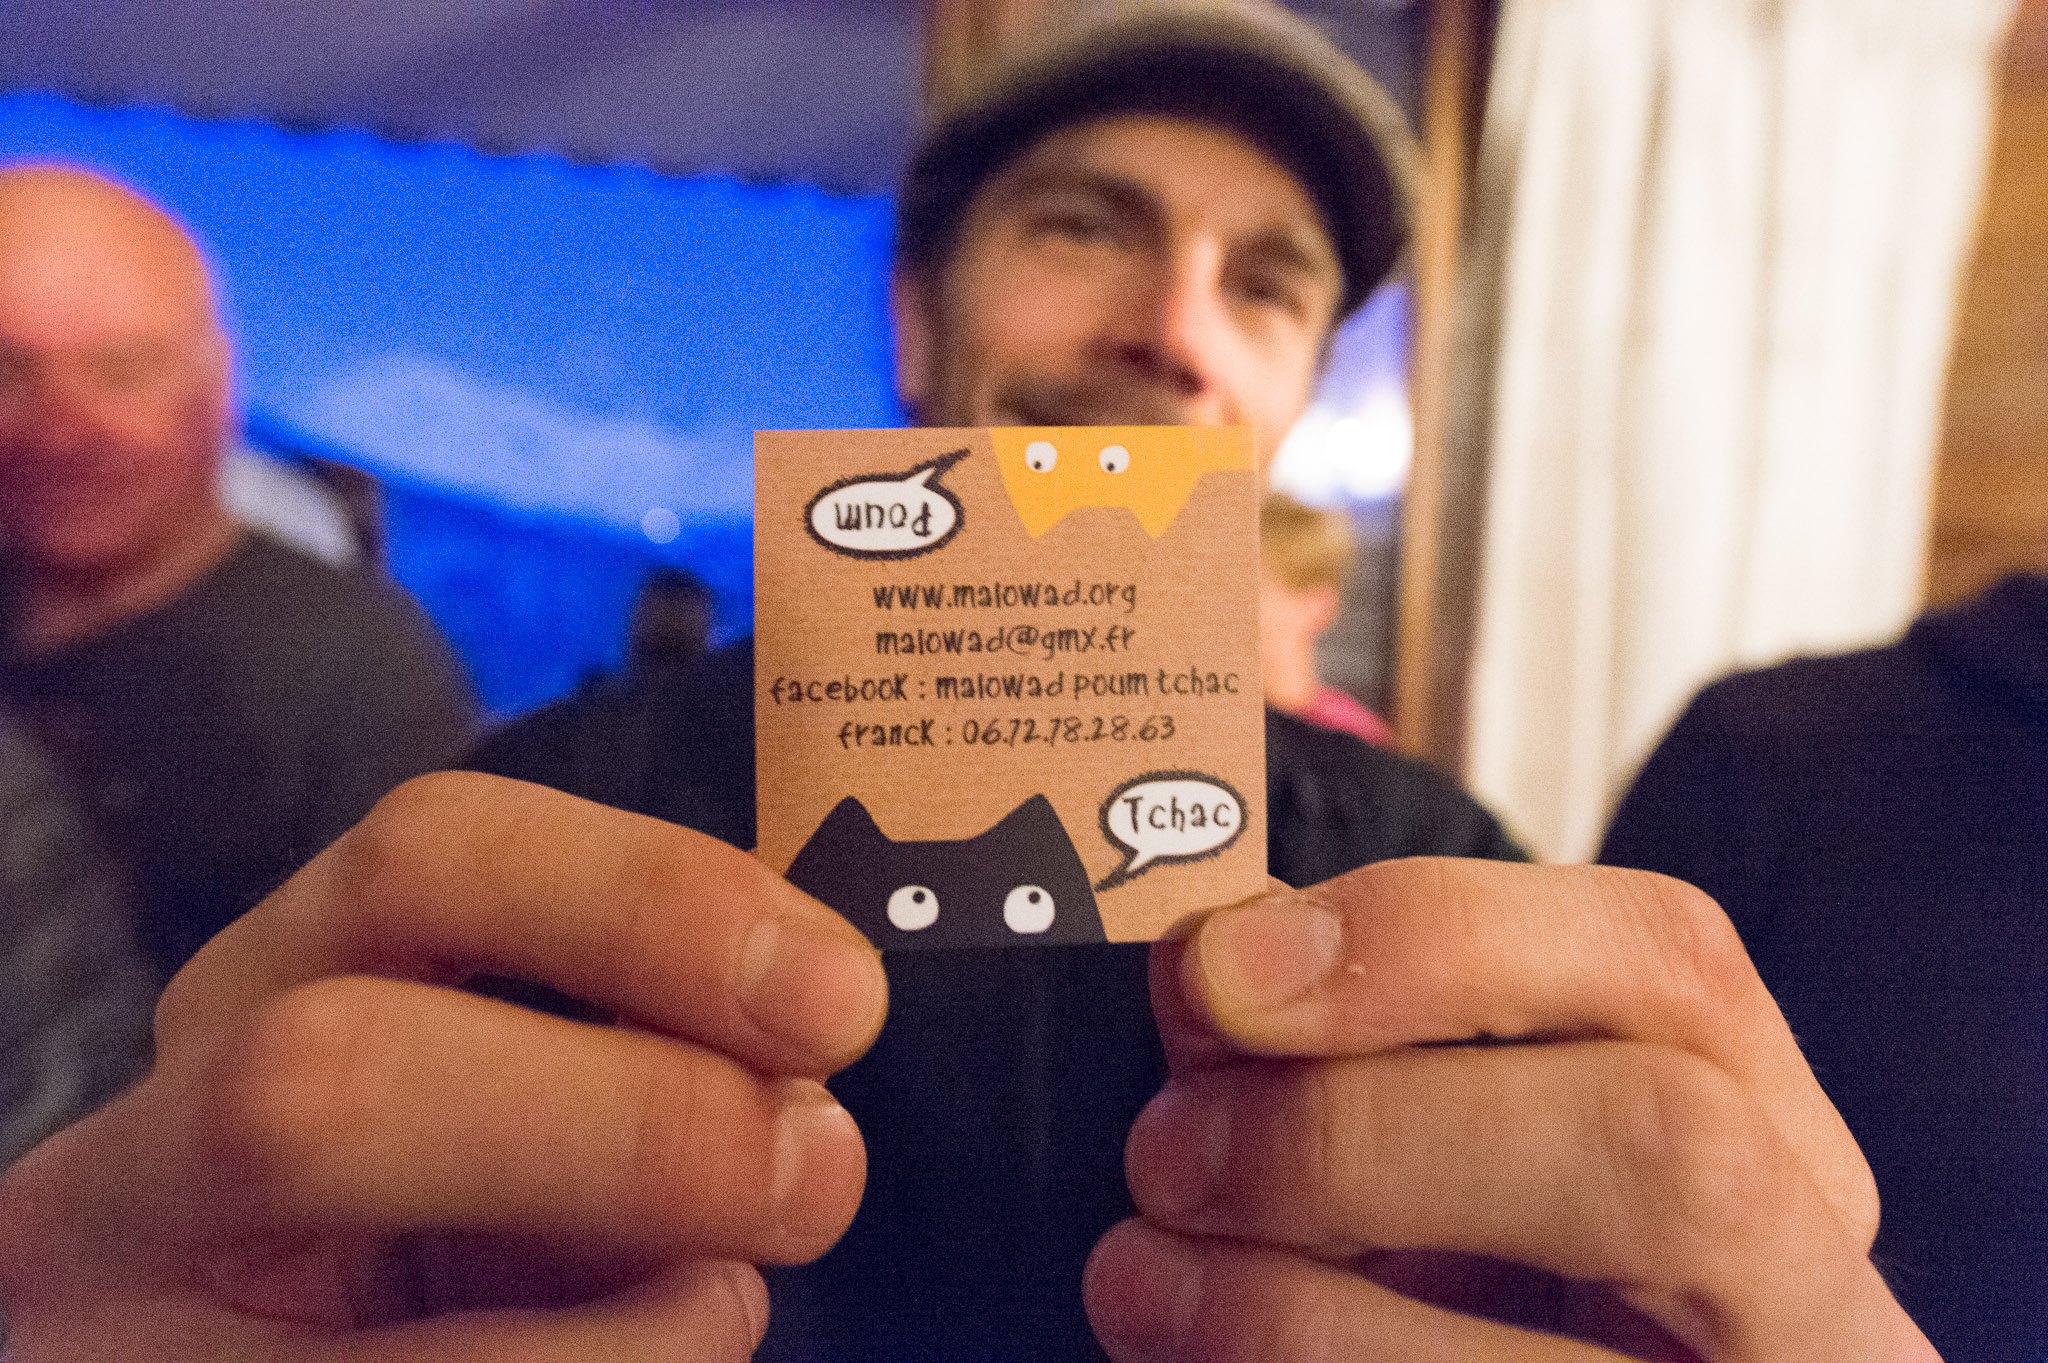 Poum
www.malowad.org
malowad@gmx.fr
facebook : malowad poum tchac
franck : 06.72.78.28.63
Tchac